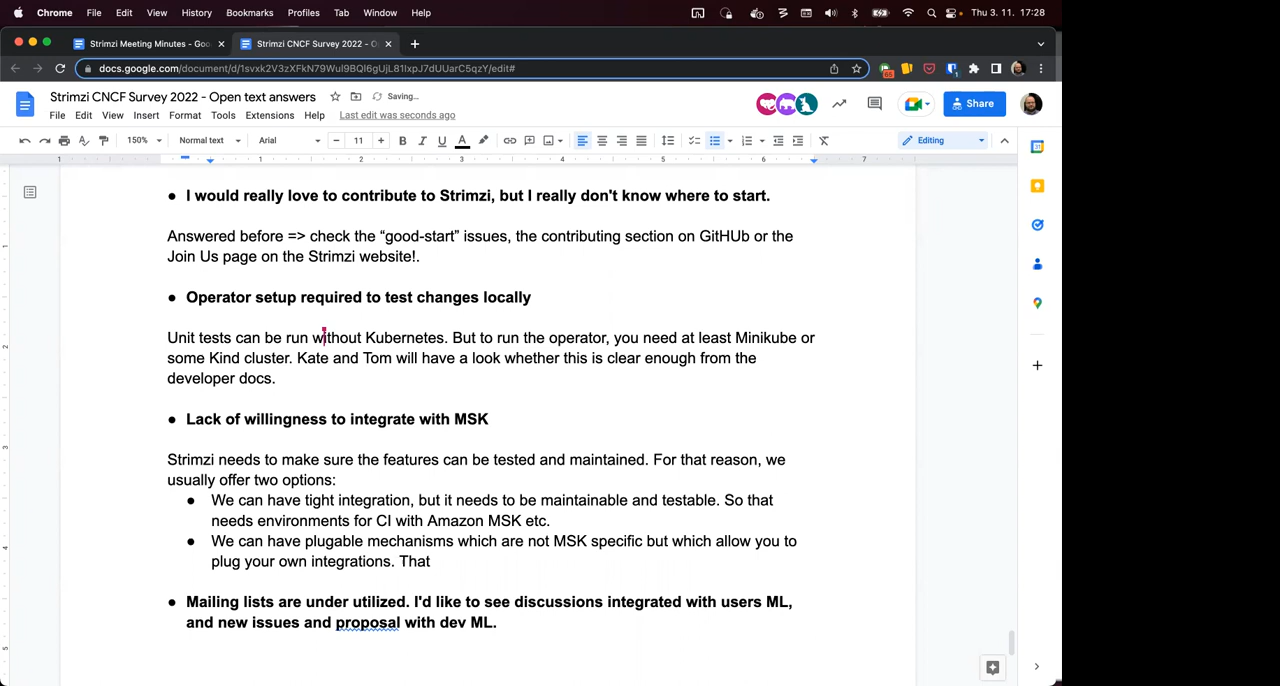 Chrome File Edit View History Bookmarks Profiles Tab Window Help Thu 3. 11. 17:28
Strimzi Meeting Minutes - Goo Strimzi CNCF Survey 2022 - O
docs.google.com/document/d/1svxk2V3zXFkN79Wul9BQl6gUjL81IxpJ7dUUarC5qzY/edit#
Strimzi CNCF Survey 2022 - Open text answers Saving...
File Edit View Insert Format Tools Extensions Help Last edit was seconds ago
Share
150% Normal text Arial 11 Editing
1 1 2 3 4 5 6 7
● I would really love to contribute to Strimzi, but I really don't know where to start.
Answered before => check the “good-start” issues, the contributing section on GitHUb or the
Join Us page on the Strimzi website!.
● Operator setup required to test changes locally
Unit tests can be run without Kubernetes. But to run the operator, you need at least Minikube or
some Kind cluster. Kate and Tom will have a look whether this is clear enough from the
developer docs.
● Lack of willingness to integrate with MSK
Strimzi needs to make sure the features can be tested and maintained. For that reason, we
usually offer two options:
● We can have tight integration, but it needs to be maintainable and testable. So that
needs environments for CI with Amazon MSK etc.
● We can have plugable mechanisms which are not MSK specific but which allow you to
plug your own integrations. That
● Mailing lists are under utilized. I'd like to see discussions integrated with users ML,
and new issues and proposal with dev ML.